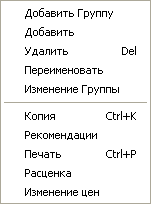 Добавить Группу
Добавить
Удалить Del
Переименовать
Изменение Группы
Копия Ctrl+K
Рекомендации
Печать Ctrl+P
Расценка
Изменение цен